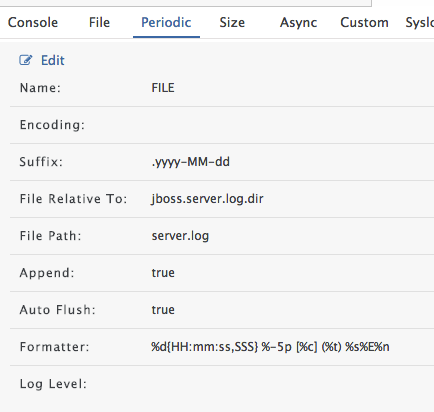 Console File Periodic Size Async Custom Syslo
Edit
Name: FILE
Encoding:
Suffix: .yyyy-MM-dd
File Relative To: jboss.server.log.dir
File Path: server.log
Append: true
Auto Flush: true
Formatter: %d{HH:mm:ss,SSS} %-5p [%c] (%t) %s%E%n
Log Level: